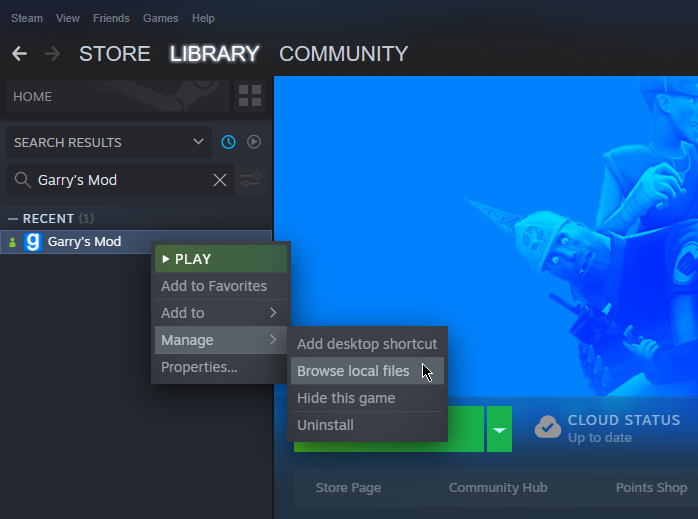 Steam View Friends Games Help
STORE LIBRARY COMMUNITY
HOME
SEARCH RESULTS
Garry's Mod
RECENT (1)
Garry's Mod
PLAY
Add to Favorites
Add to
Manage
Properties...
Add desktop shortcut
Browse local files
Hide this game
Uninstall
CLOUD STATUS
Up to date
Store Page Community Hub Points Shop